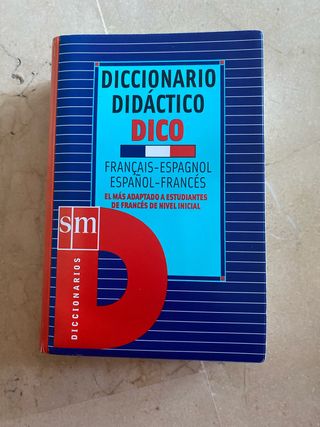 DICCIONARIO
DIDÁCTICO
DICO
FRANÇAIS-ESPAGNOL
ESPAÑOL-FRANCÉS
EL MÁS ADAPTADO A ESTUDIANTES
DE FRANCÉS DE NIVEL INICIAL
sm
DICCIONARIOS